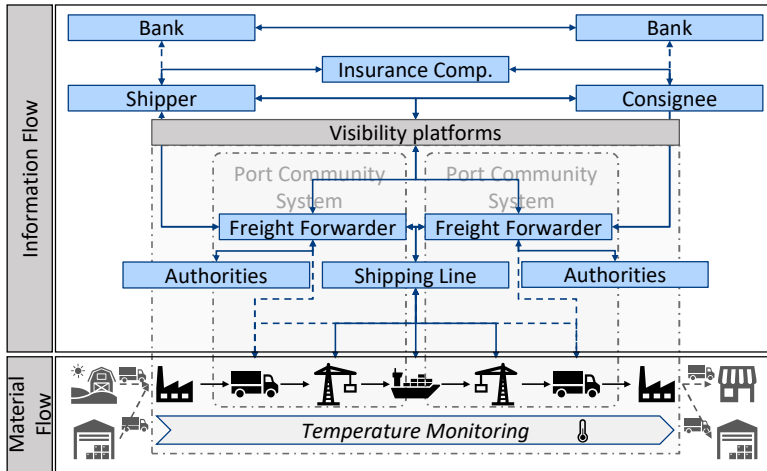 Information Flow
Bank
Bank
Insurance Comp.
Shipper
Consignee
Visibility platforms
Port Community
System
Port Community
System
Freight Forwarder
Freight Forwarder
Authorities
Shipping Line
Authorities
Material
Flow
Temperature Monitoring